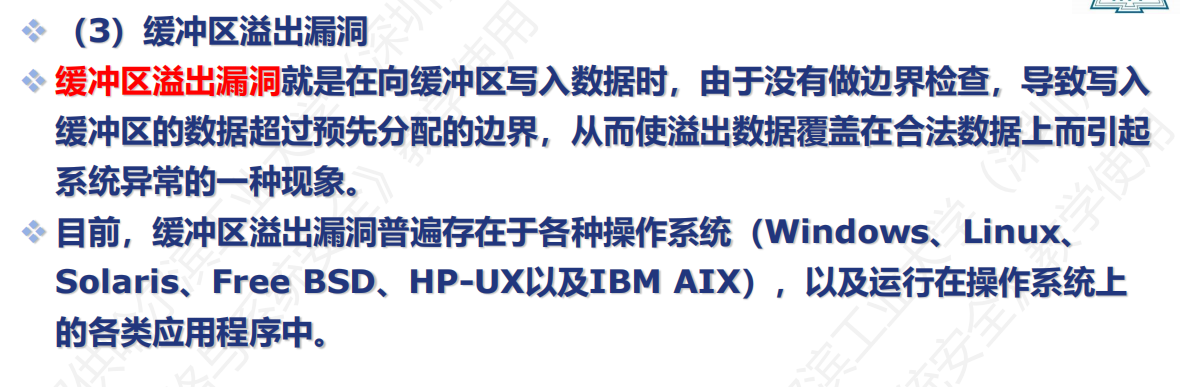 （3）缓冲区溢出漏洞
缓冲区溢出漏洞就是在向缓冲区写入数据时，由于没有做边界检查，导致写入
缓冲区的数据超过预先分配的边界，从而使溢出数据覆盖在合法数据上而引起
系统异常的一种现象。
目前，缓冲区溢出漏洞普遍存在于各种操作系统（Windows、Linux、
Solaris、Free BSD、HP-UX以及IBM AIX），以及运行在操作系统上
的各类应用程序中。